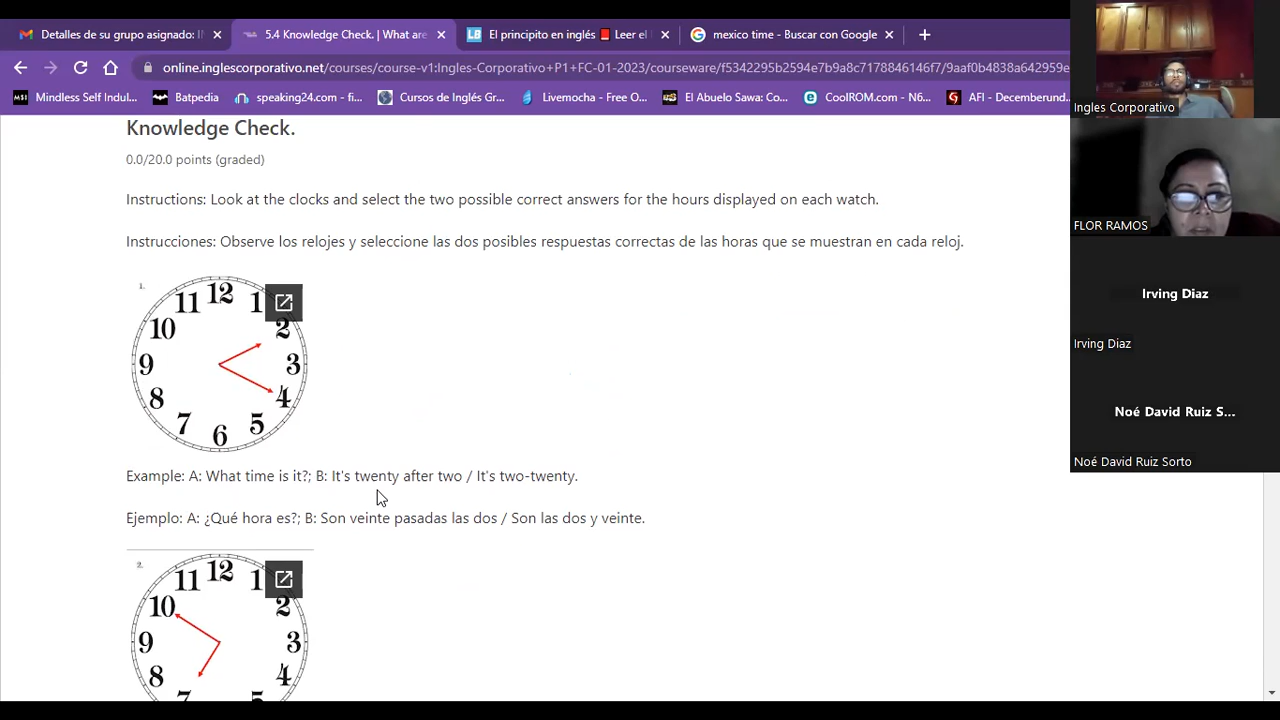 Detalles de su grupo asignado: IN
5.4 Knowledge Check. | What are
El principito en inglés 📕 Leer el
mexico time - Buscar con Google
online.inglescorporativo.net/courses/course-v1:Ingles-Corporativo+P1+FC-01-2023/courseware/f5342295b2594e7b9a8c7178446146f7/9aaf0b4838a642959e
Mindless Self Indul...
Batpedia
speaking24.com - fi...
Cursos de Inglés Gr...
Livemocha - Free O...
El Abuelo Sawa: Co...
CoolROM.com - N6...
AFI - Decemberund...
Knowledge Check.
0.0/20.0 points (graded)
Instructions: Look at the clocks and select the two possible correct answers for the hours displayed on each watch.
Instrucciones: Observe los relojes y seleccione las dos posibles respuestas correctas de las horas que se muestran en cada reloj.
1.
12
11 1
10 2
9 3
8 4
7 5
6
Example: A: What time is it?; B: It's twenty after two / It's two-twenty.
Ejemplo: A: ¿Qué hora es?; B: Son veinte pasadas las dos / Son las dos y veinte.
2.
12
11 1
10 2
9 3
8 4
7 5
Ingles Corporativo
FLOR RAMOS
Irving Diaz
Irving Diaz
Noé David Ruiz S...
Noé David Ruiz Sorto